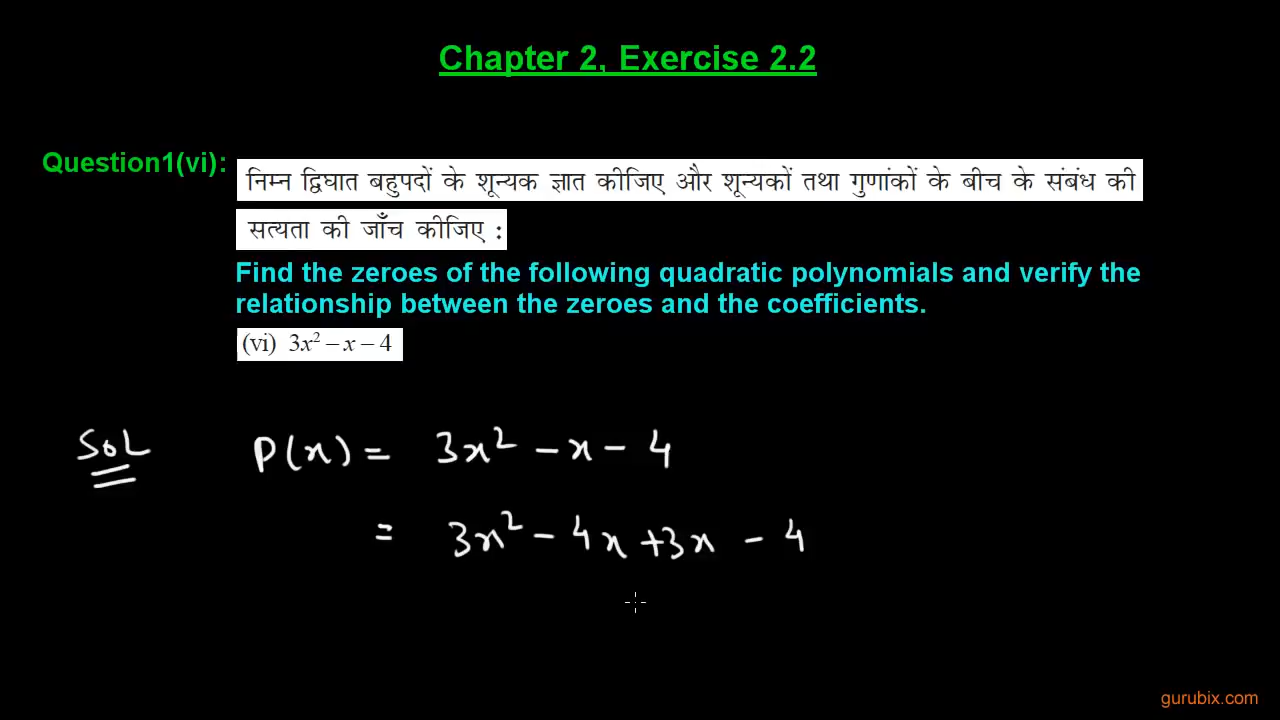 Chapter 2, Exercise 2.2
Question1(vi):
निम्न द्विघात बहुपदों के शून्यक ज्ञात कीजिए और शून्यकों तथा गुणांकों के बीच के संबंध की
सत्यता की जाँच कीजिए :
Find the zeroes of the following quadratic polynomials and verify the
relationship between the zeroes and the coefficients.
(vi) 3x² – x – 4
SOL P(x) = 3x² - x - 4
= 3x² - 4x + 3x - 4
gurubix.com